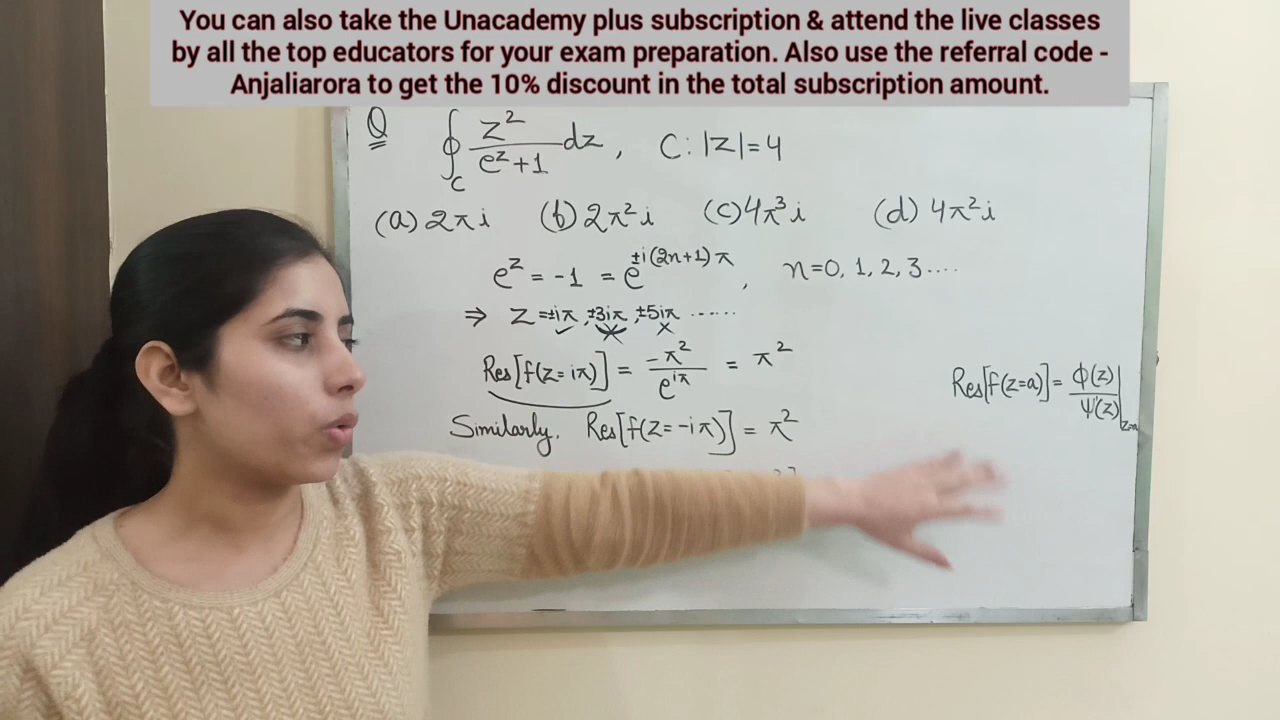 You can also take the Unacademy plus subscription & attend the live classes
by all the top educators for your exam preparation. Also use the referral code -
Anjaliarora to get the 10% discount in the total subscription amount.
Q ∮_C z²/(e^z+1) dz, C: |z|=4
(a) 2πi (b) 2π²i (c) 4π³i (d) 4π²i
e^z = -1 = e^{±i(2n+1)π}, n=0, 1, 2, 3....
⇒ z = ±iπ, ±3iπ, ±5iπ ......
Res[f(z=iπ)] = -π²/e^{iπ} = π²
Res[f(z=a)] = ϕ(z)/ψ'(z)|_{z=a}
Similarly, Res[f(z=-iπ)] = π²